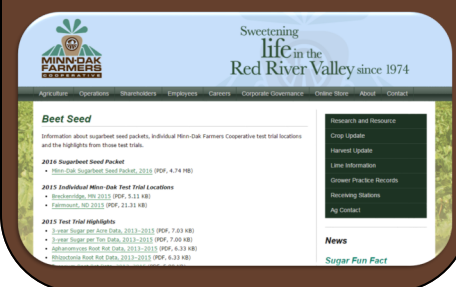 Sweetening
life in the
Red River Valley since 1974
MINN-DAK
FARMERS
COOPERATIVE
Agriculture Operations Shareholders Employees Careers Corporate Governance Online Store About Contact
Beet Seed
Information about sugarbeet seed packets, individual Minn-Dak Farmers Cooperative test trial locations
and the highlights from those test trials.
2016 Sugarbeet Seed Packet
Minn-Dak Sugarbeet Seed Packet, 2016 (PDF, 4.74 MB)
2015 Individual Minn-Dak Test Trial Locations
Breckenridge, MN 2015 (PDF, 5.11 KB)
Fairmount, ND 2015 (PDF, 21.31 KB)
2015 Test Trial Highlights
3-year Sugar per Acre Data, 2013–2015 (PDF, 7.03 KB)
3-year Sugar per Ton Data, 2013–2015 (PDF, 7.00 KB)
Aphanomyces Root Rot Data, 2013–2015 (PDF, 6.33 KB)
Rhizoctonia Root Rot Data, 2013–2015 (PDF, 6.33 KB)
Research and Resource
Crop Update
Harvest Update
Lime Information
Grower Practice Records
Receiving Stations
Ag Contact
News
Sugar Fun Fact